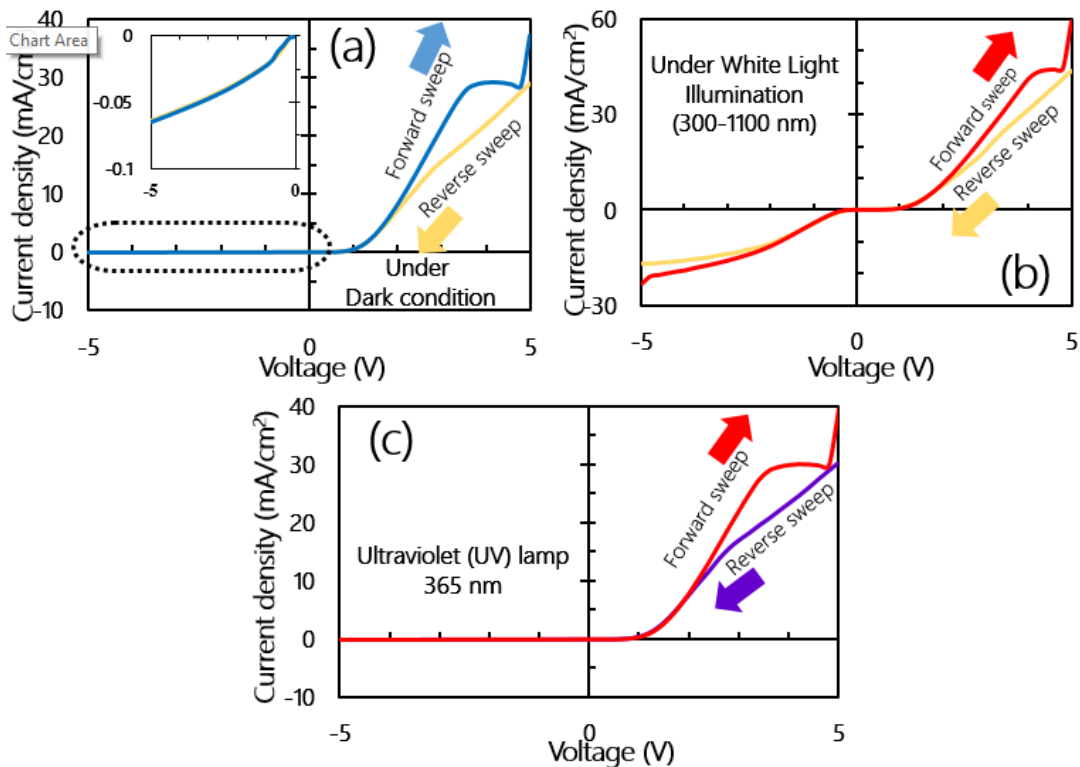 Chart Area
Current density (mA/cm²)
40
30
20
10
0
-10
0
-0.05
-0.1
-5
0
(a)
Forward sweep
Reverse sweep
Under
Dark condition
-5
0
5
Voltage (V)
Current density (mA/cm²)
60
30
0
-30
Under White Light
Illumination
(300-1100 nm)
Forward sweep
Reverse sweep
(b)
-5
0
5
Voltage (V)
Current density (mA/cm²)
40
30
20
10
0
-10
(c)
Forward sweep
Reverse sweep
Ultraviolet (UV) lamp
365 nm
-5
0
5
Voltage (V)